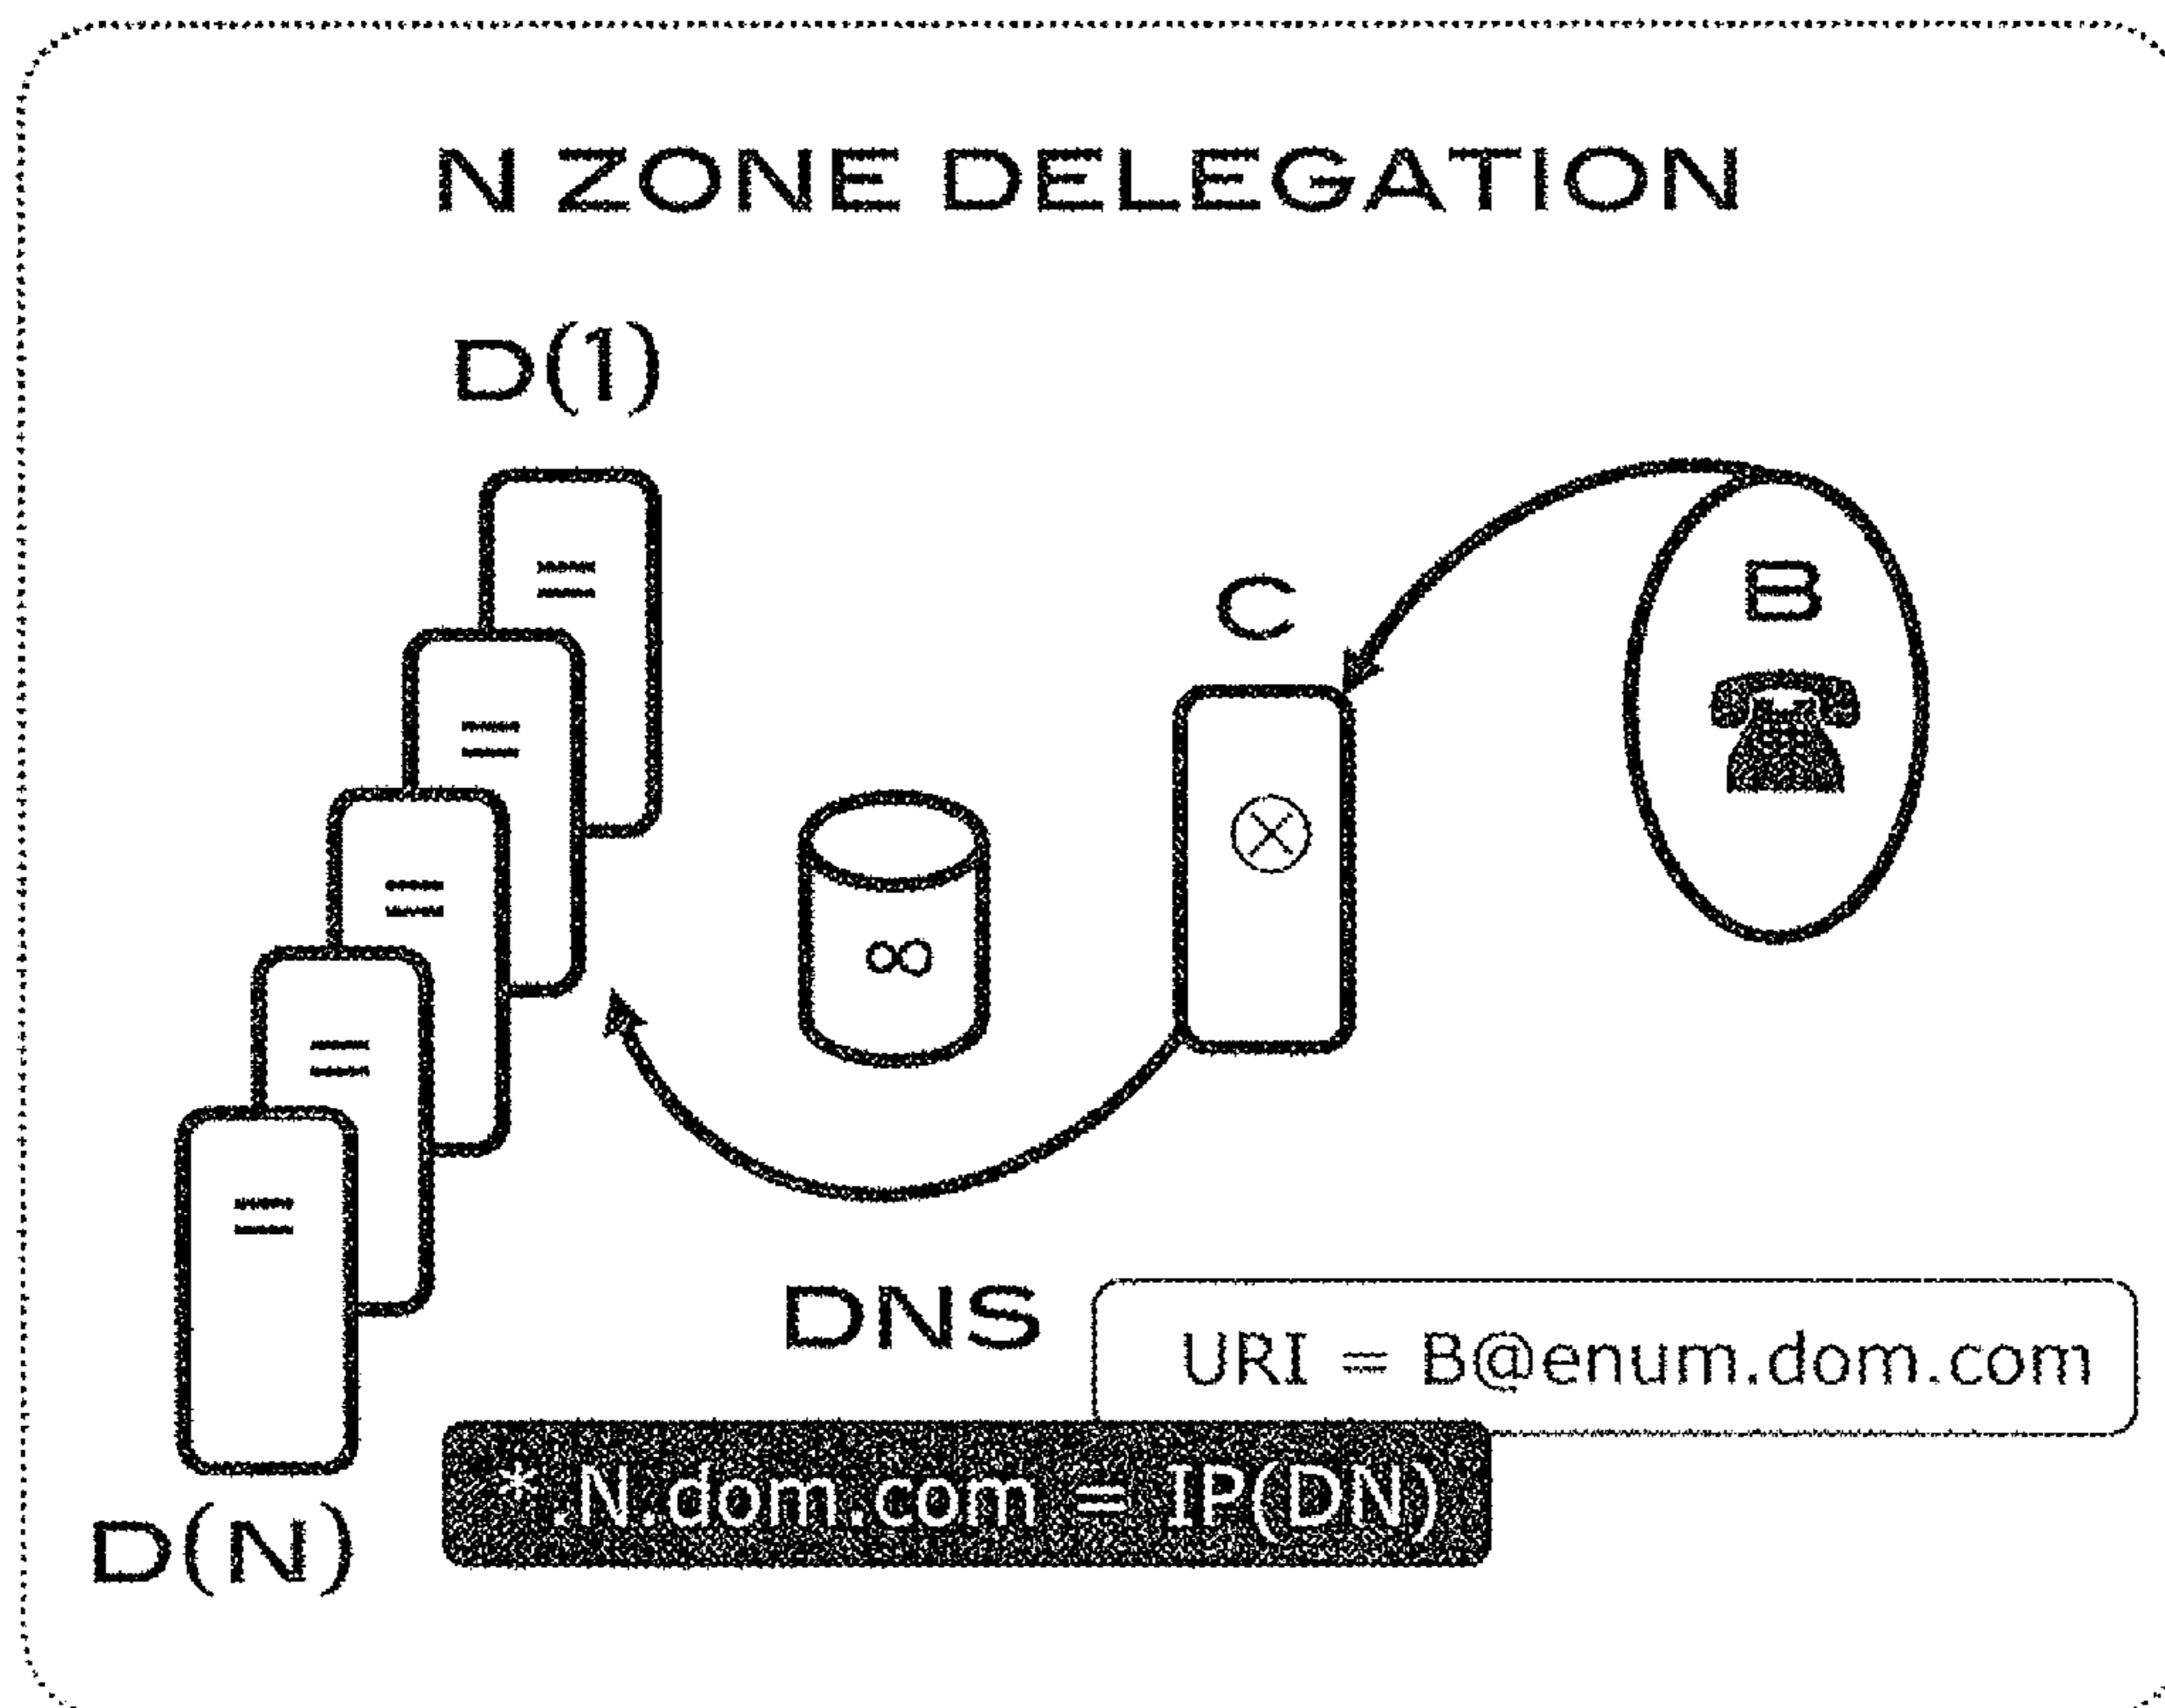 N ZONE DELEGATION
D(1)
C
B
=
=
=
=
=
∞
DNS
URI = B@enum.dom.com
*.N.dom.com = IP(DN)
D(N)